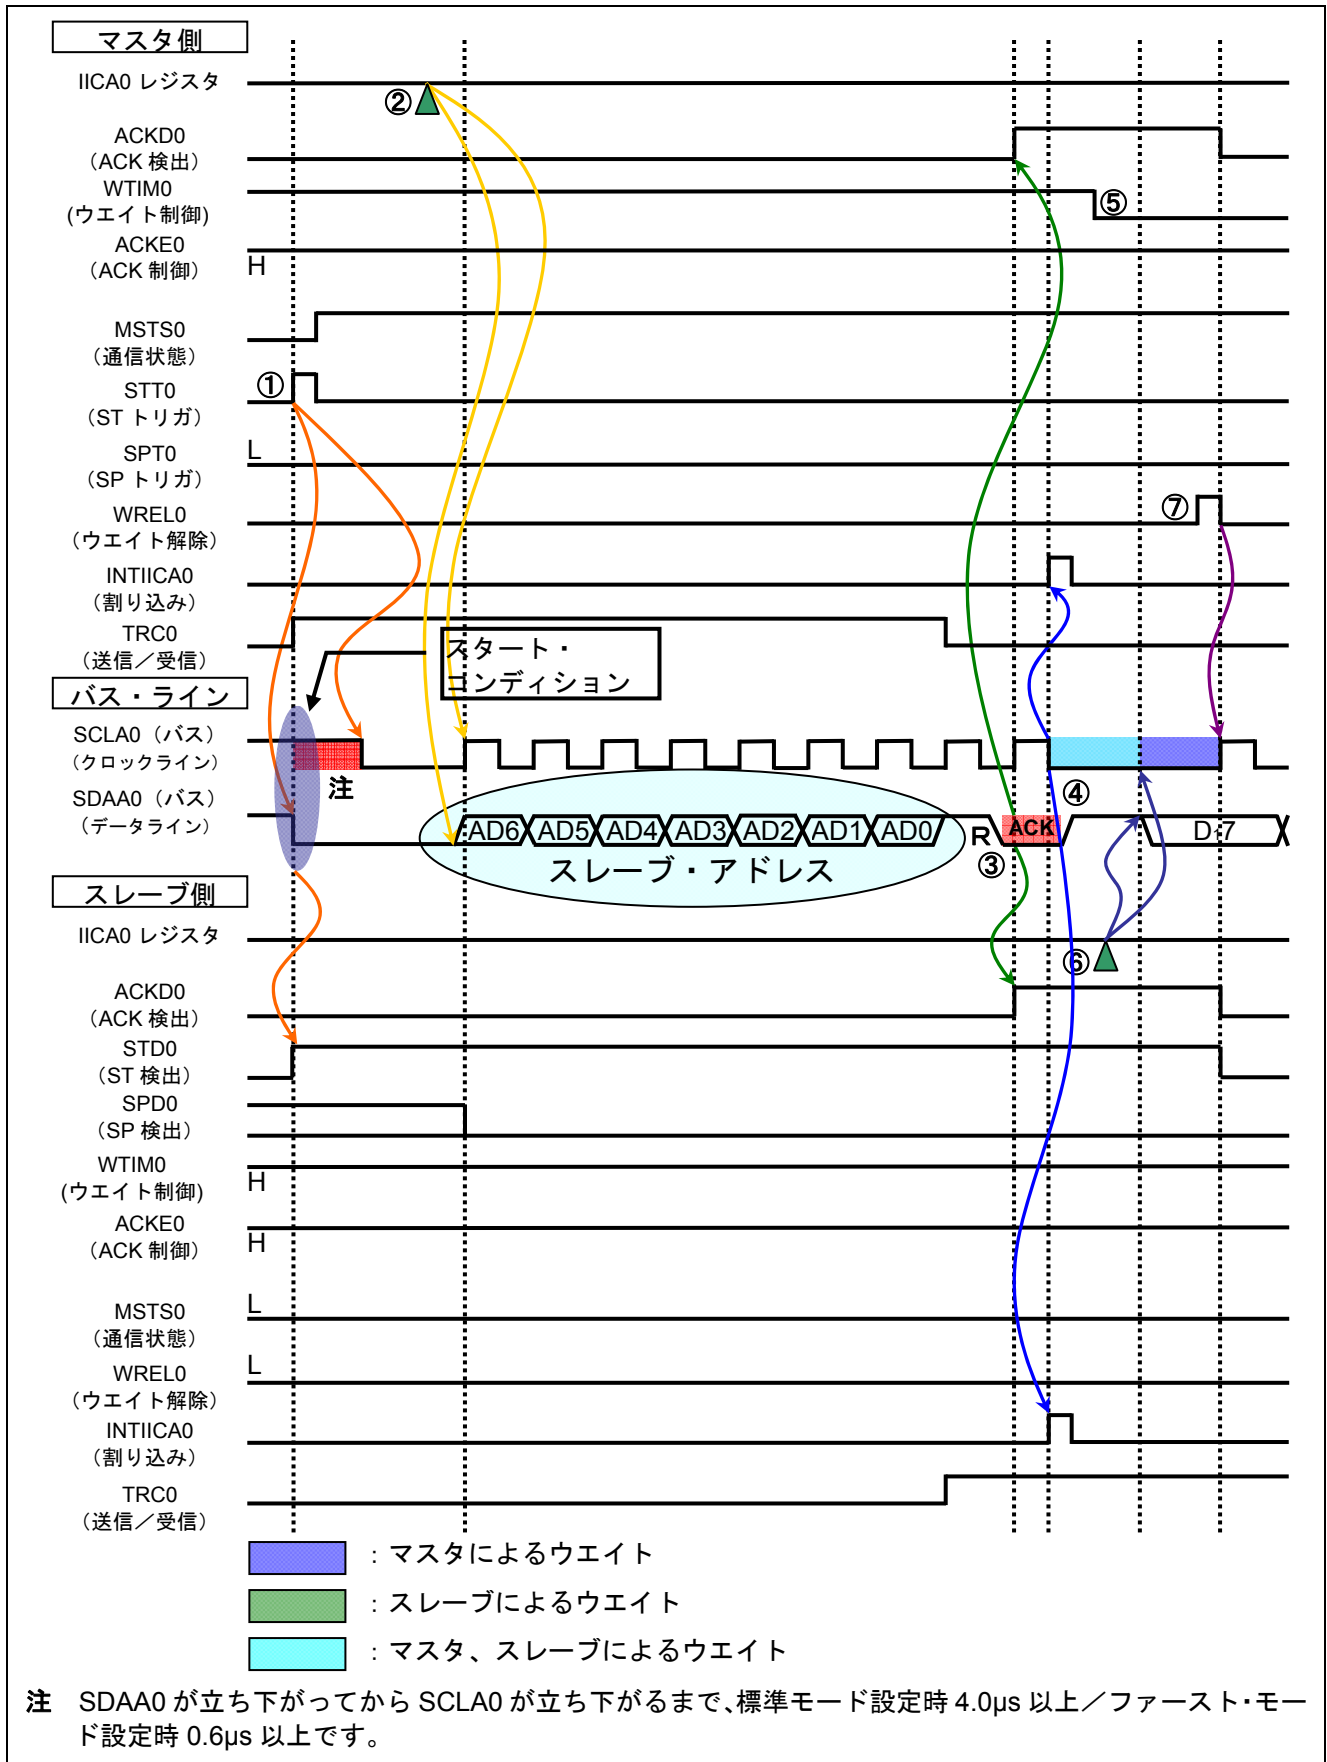 マスタ側
IICA0 レジスタ
②
ACKD0
（ACK 検出）
WTIM0
(ウエイト制御)
⑤
ACKE0
（ACK 制御）
H
MSTS0
（通信状態）
①
STT0
（ST トリガ）
SPT0
（SP トリガ）
L
WREL0
（ウエイト解除）
⑦
INTIICA0
（割り込み）
TRC0
（送信／受信）
スタート・
コンディション
バス・ライン
SCLA0（バス）
（クロックライン）
注
④
SDAA0（バス）
（データライン）
AD6 AD5 AD4 AD3 AD2 AD1 AD0 R ACK D17
③
スレーブ・アドレス
スレーブ側
IICA0 レジスタ
⑥
ACKD0
（ACK 検出）
STD0
（ST 検出）
SPD0
（SP 検出）
WTIM0
(ウエイト制御)
H
ACKE0
（ACK 制御）
H
MSTS0
（通信状態）
L
WREL0
（ウエイト解除）
L
INTIICA0
（割り込み）
TRC0
（送信／受信）
：マスタによるウエイト
：スレーブによるウエイト
：マスタ、スレーブによるウエイト
注 SDAA0 が立ち下がってから SCLA0 が立ち下がるまで、標準モード設定時 4.0μs 以上／ファースト・モー
ド設定時 0.6μs 以上です。